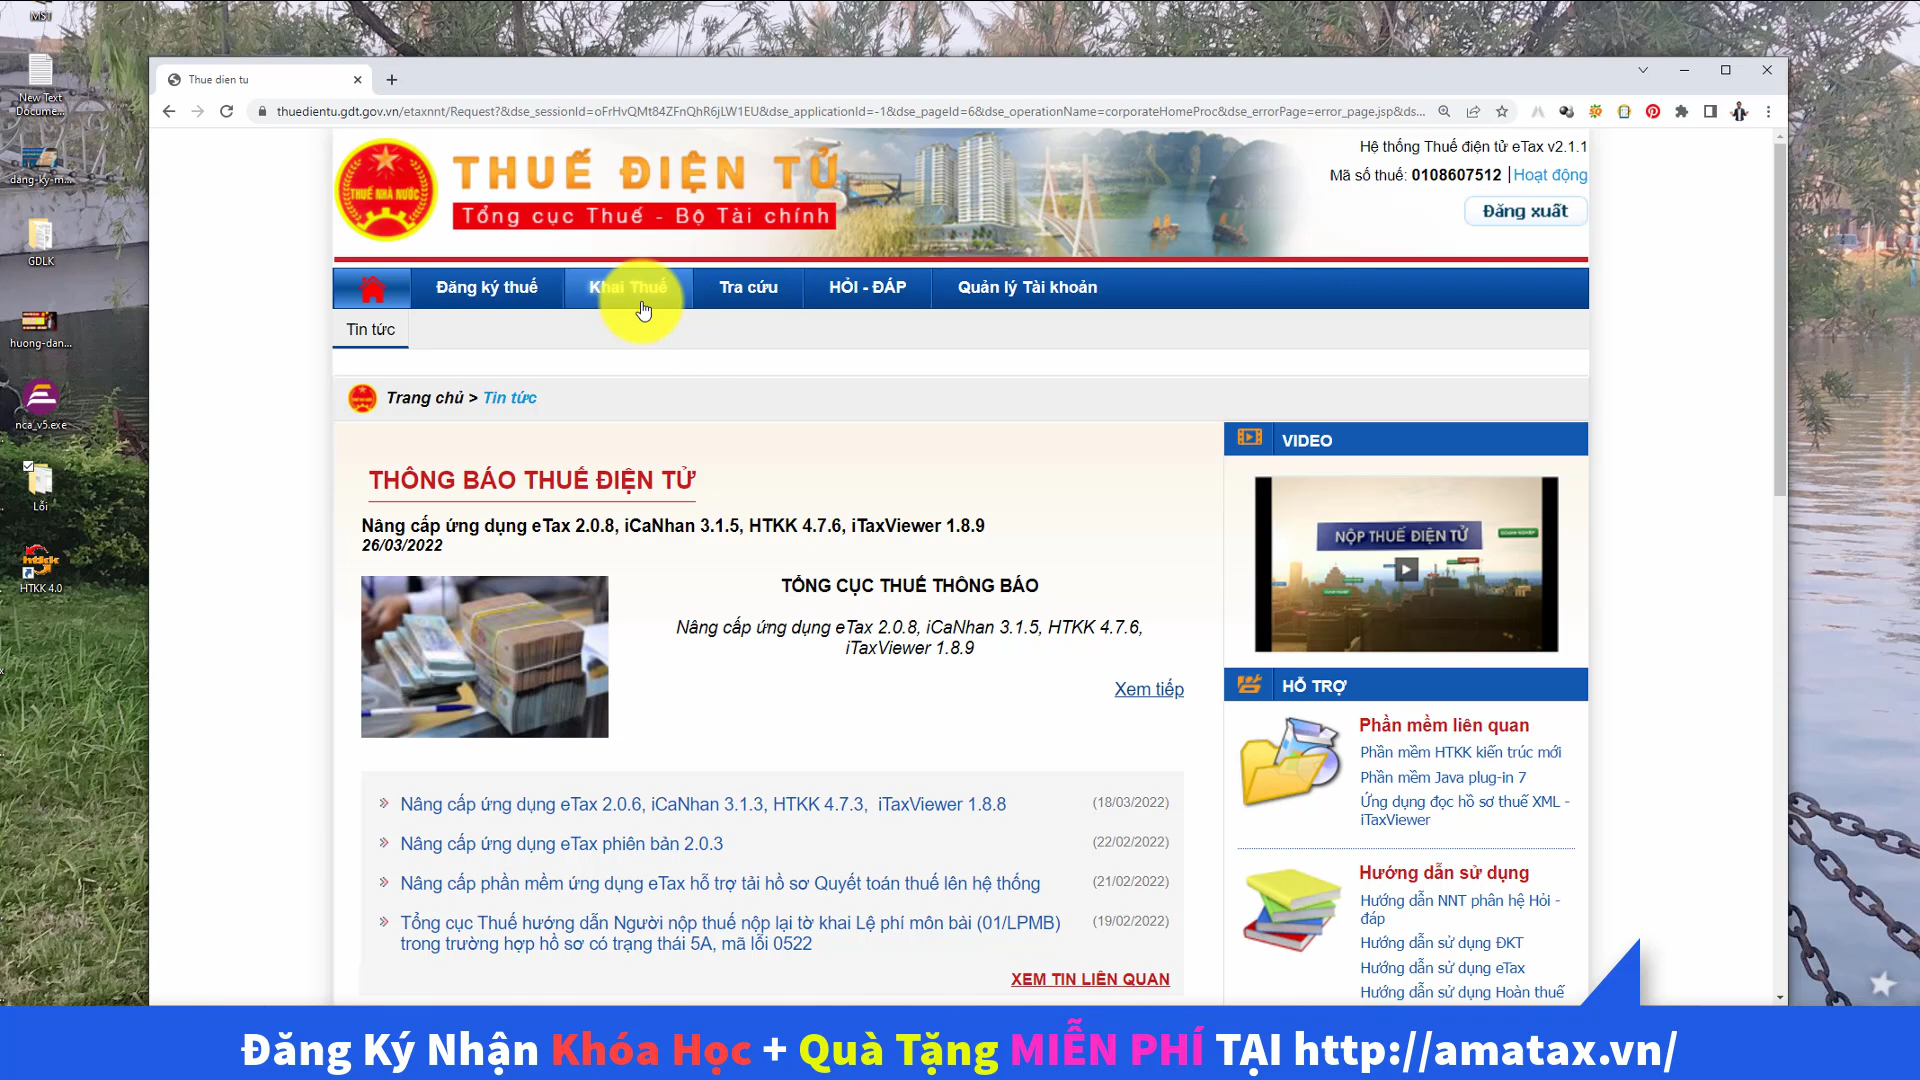 MST
New Text
Docume...
dang-ky-m...
GDLK
huong-dan...
nca_v5.exe
Lỗi
HTKK 4.0
Thue dien tu
thuedientu.gdt.gov.vn/etaxnnt/Request?&dse_sessionId=oFrHvQMt84ZFnQhR6jLW1EU&dse_applicationId=-1&dse_pageId=6&dse_operationName=corporateHomeProc&dse_errorPage=error_page.jsp&ds...
THUẾ NHÀ NƯỚC
THUẾ ĐIỆN TỬ
Tổng cục Thuế - Bộ Tài chính
Hệ thống Thuế điện tử eTax v2.1.1
Mã số thuế: 0108607512 |Hoạt động
Đăng xuất
Đăng ký thuế
Khai Thuế
Tra cứu
HỎI - ĐÁP
Quản lý Tài khoản
Tin tức
Trang chủ > Tin tức
THÔNG BÁO THUẾ ĐIỆN TỬ
Nâng cấp ứng dụng eTax 2.0.8, iCaNhan 3.1.5, HTKK 4.7.6, iTaxViewer 1.8.9
26/03/2022
TỔNG CỤC THUẾ THÔNG BÁO
Nâng cấp ứng dụng eTax 2.0.8, iCaNhan 3.1.5, HTKK 4.7.6,
iTaxViewer 1.8.9
Xem tiếp
Nâng cấp ứng dụng eTax 2.0.6, iCaNhan 3.1.3, HTKK 4.7.3, iTaxViewer 1.8.8 (18/03/2022)
Nâng cấp ứng dụng eTax phiên bản 2.0.3 (22/02/2022)
Nâng cấp phần mềm ứng dụng eTax hỗ trợ tải hồ sơ Quyết toán thuế lên hệ thống (21/02/2022)
Tổng cục Thuế hướng dẫn Người nộp thuế nộp lại tờ khai Lệ phí môn bài (01/LPMB) (19/02/2022)
trong trường hợp hồ sơ có trạng thái 5A, mã lỗi 0522
XEM TIN LIÊN QUAN
VIDEO
NỘP THUẾ ĐIỆN TỬ
HỖ TRỢ
Phần mềm liên quan
Phần mềm HTKK kiến trúc mới
Phần mềm Java plug-in 7
Ứng dụng đọc hồ sơ thuế XML -
iTaxViewer
Hướng dẫn sử dụng
Hướng dẫn NNT phân hệ Hỏi -
đáp
Hướng dẫn sử dụng ĐKT
Hướng dẫn sử dụng eTax
Hướng dẫn sử dụng Hoàn thuế
Đăng Ký Nhận Khóa Học + Quà Tặng MIỄN PHÍ TẠI http://amatax.vn/